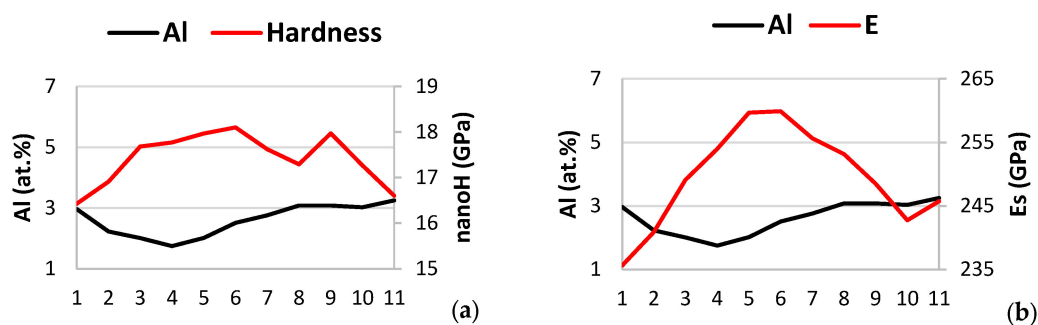 Al Hardness
7
5
3
1
Al (at.%)
19
18
17
16
15
nanoH (GPa)
1 2 3 4 5 6 7 8 9 10 11
(a)
Al E
7
5
3
1
Al (at.%)
265
255
245
235
Es (GPa)
1 2 3 4 5 6 7 8 9 10 11
(b)